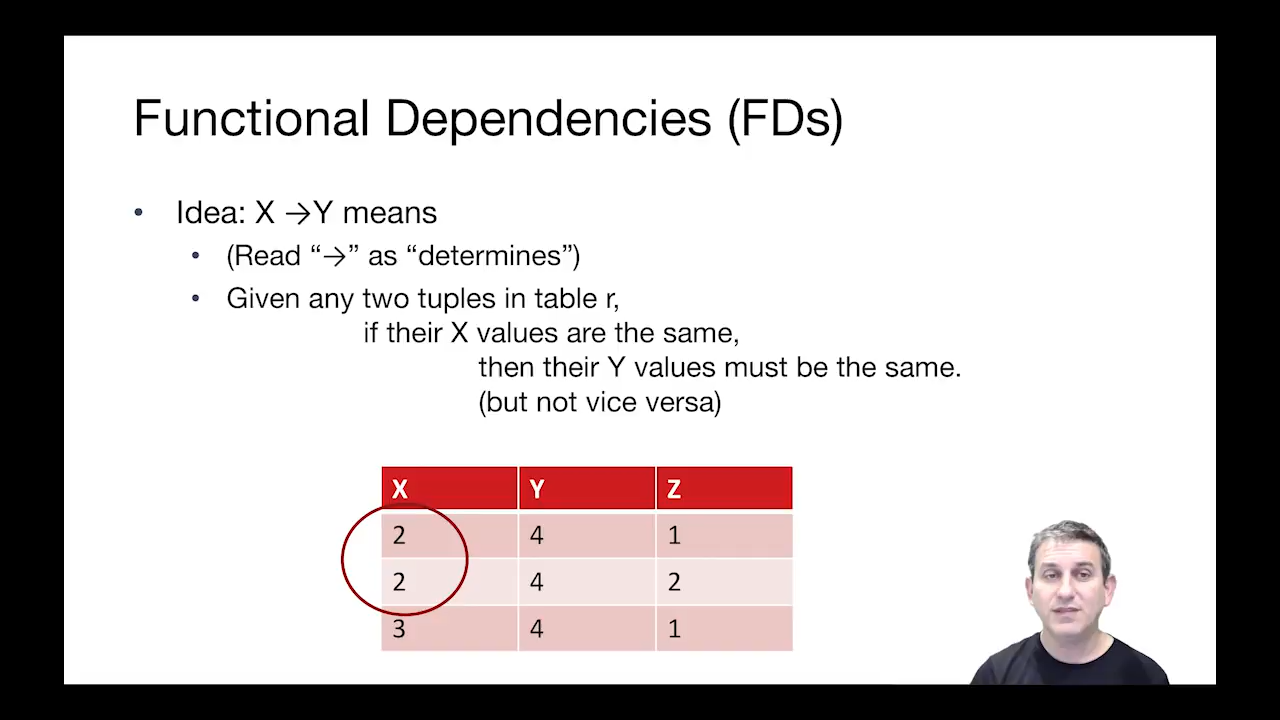 Functional Dependencies (FDs)
• Idea: X →Y means
• (Read “→” as “determines”)
• Given any two tuples in table r,
if their X values are the same,
then their Y values must be the same.
(but not vice versa)
X Y Z
2 4 1
2 4 2
3 4 1